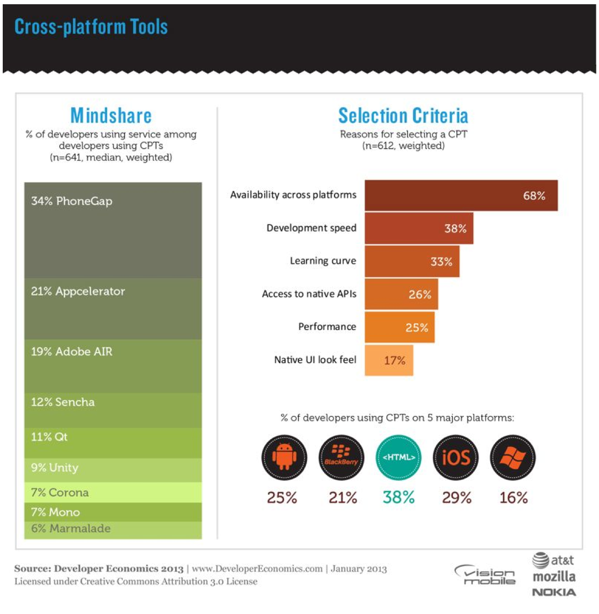 Cross-platform Tools
Mindshare
% of developers using service among
developers using CPTs
(n=641, median, weighted)
34% PhoneGap
21% Appcelerator
19% Adobe AIR
12% Sencha
11% Qt
9% Unity
7% Corona
7% Mono
6% Marmalade
Selection Criteria
Reasons for selecting a CPT
(n=612, weighted)
Availability across platforms 68%
Development speed 38%
Learning curve 33%
Access to native APIs 26%
Performance 25%
Native UI look feel 17%
% of developers using CPTs on 5 major platforms:
BlackBerry <HTML> iOS
25% 21% 38% 29% 16%
Source: Developer Economics 2013 | www.DeveloperEconomics.com | January 2013
Licensed under Creative Commons Attribution 3.0 License
vision
mobile
at&t
mozilla
NOKIA